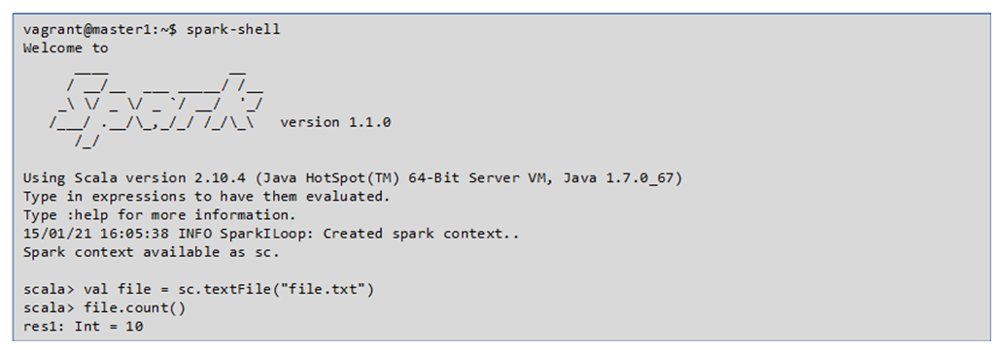 vagrant@master1:~$ spark-shell
Welcome to
      ____              __
     / __/__  ___ _____/ /__
    _\ \/ _ \/ _ `/ __/  '_/
   /___/ .__/\_,_/_/ /_/\_\   version 1.1.0
      /_/
Using Scala version 2.10.4 (Java HotSpot(TM) 64-Bit Server VM, Java 1.7.0_67)
Type in expressions to have them evaluated.
Type :help for more information.
15/01/21 16:05:38 INFO SparkILoop: Created spark context..
Spark context available as sc.
scala> val file = sc.textFile("file.txt")
scala> file.count()
res1: Int = 10